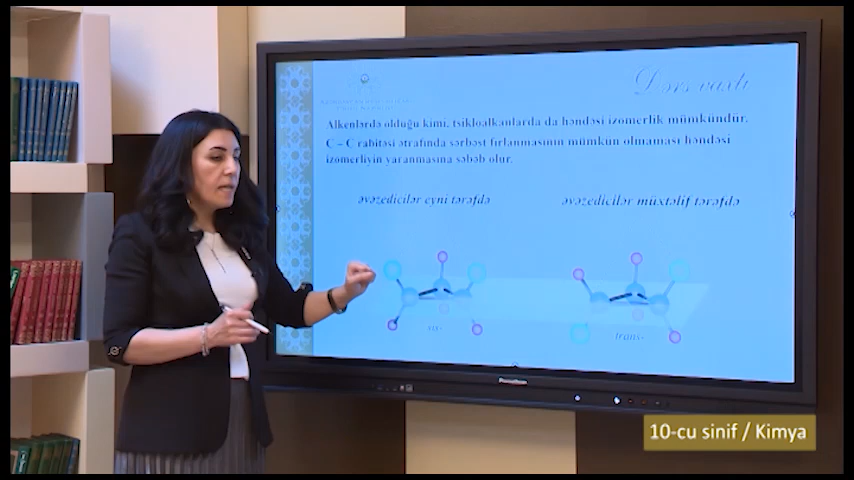 Dərs vaxtı
Alkenlərdə olduğu kimi, tsikloalkanlarda da həndəsi izomerlik mümkündür.
C – C rabitəsi ətrafında sərbəst fırlanmasının mümkün olmaması həndəsi
izomerliyin yaranmasına səbəb olur.
əvəzedicilər eyni tərəfdə
əvəzedicilər müxtəlif tərəfdə
sis-
trans-
Promethean
10-cu sinif / Kimya